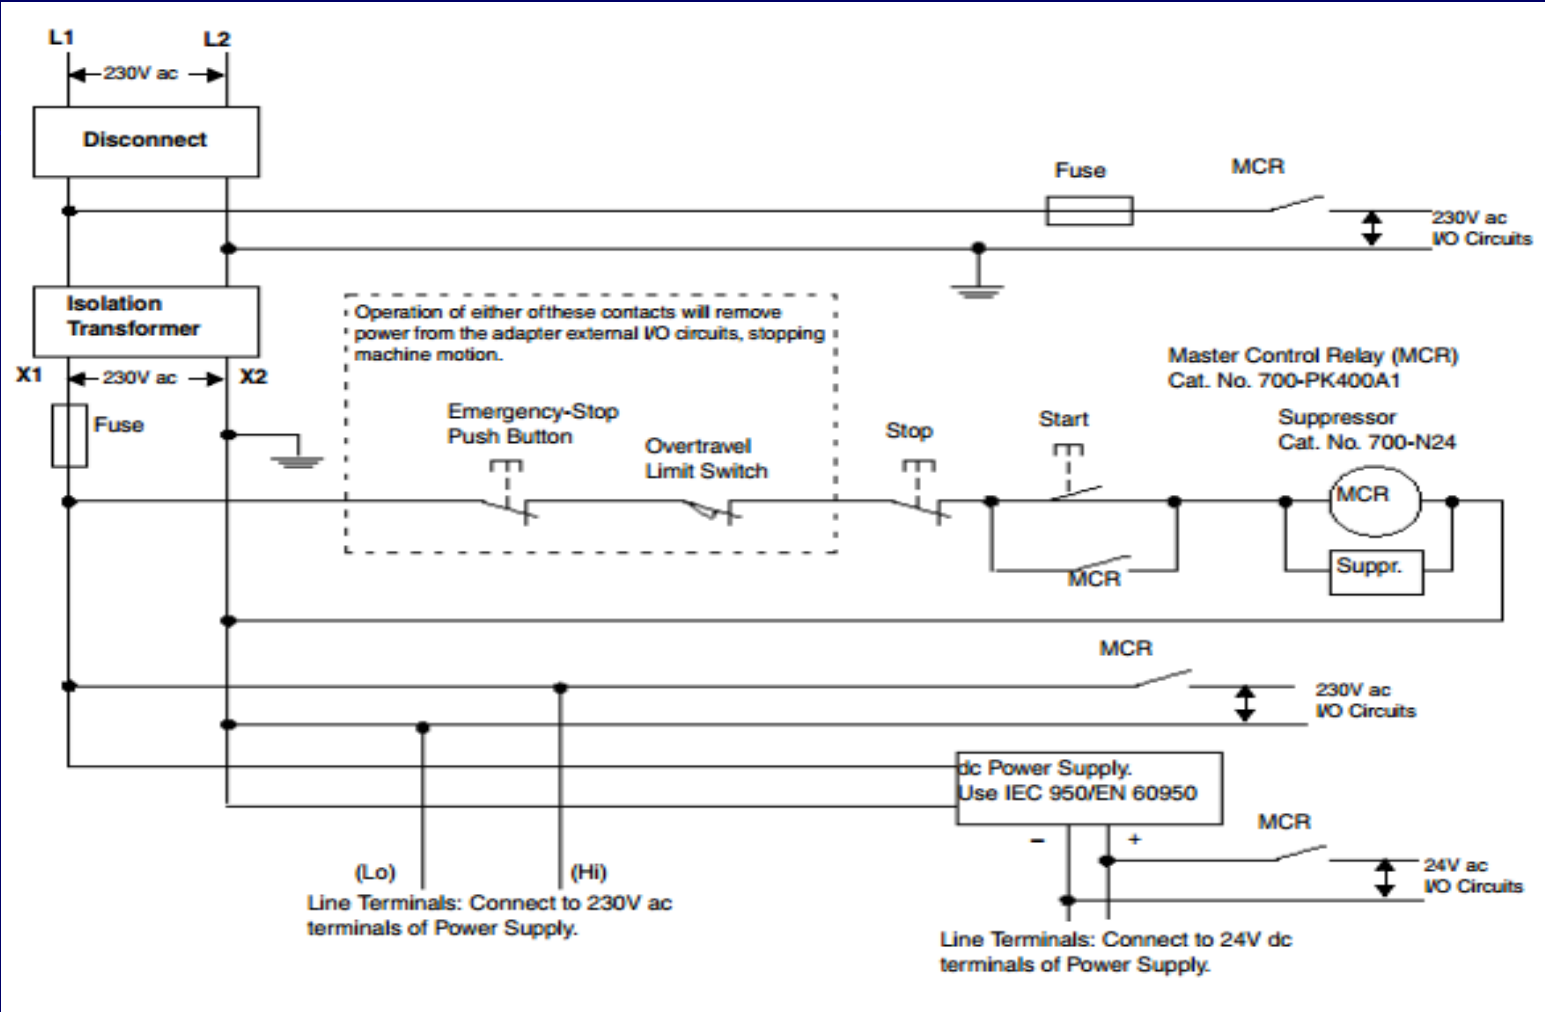 L1
L2
230V ac
Disconnect
Fuse
MCR
230V ac
I/O Circuits
Isolation
Transformer
Operation of either of these contacts will remove
power from the adapter external I/O circuits, stopping
machine motion.
X1
230V ac
X2
Fuse
Master Control Relay (MCR)
Cat. No. 700-PK400A1
Emergency-Stop
Push Button
Overtravel
Limit Switch
Stop
Start
Suppressor
Cat. No. 700-N24
MCR
MCR
Suppr.
MCR
230V ac
I/O Circuits
dc Power Supply.
Use IEC 950/EN 60950
– +
MCR
24V ac
I/O Circuits
(Lo)
(Hi)
Line Terminals: Connect to 230V ac
terminals of Power Supply.
Line Terminals: Connect to 24V dc
terminals of Power Supply.